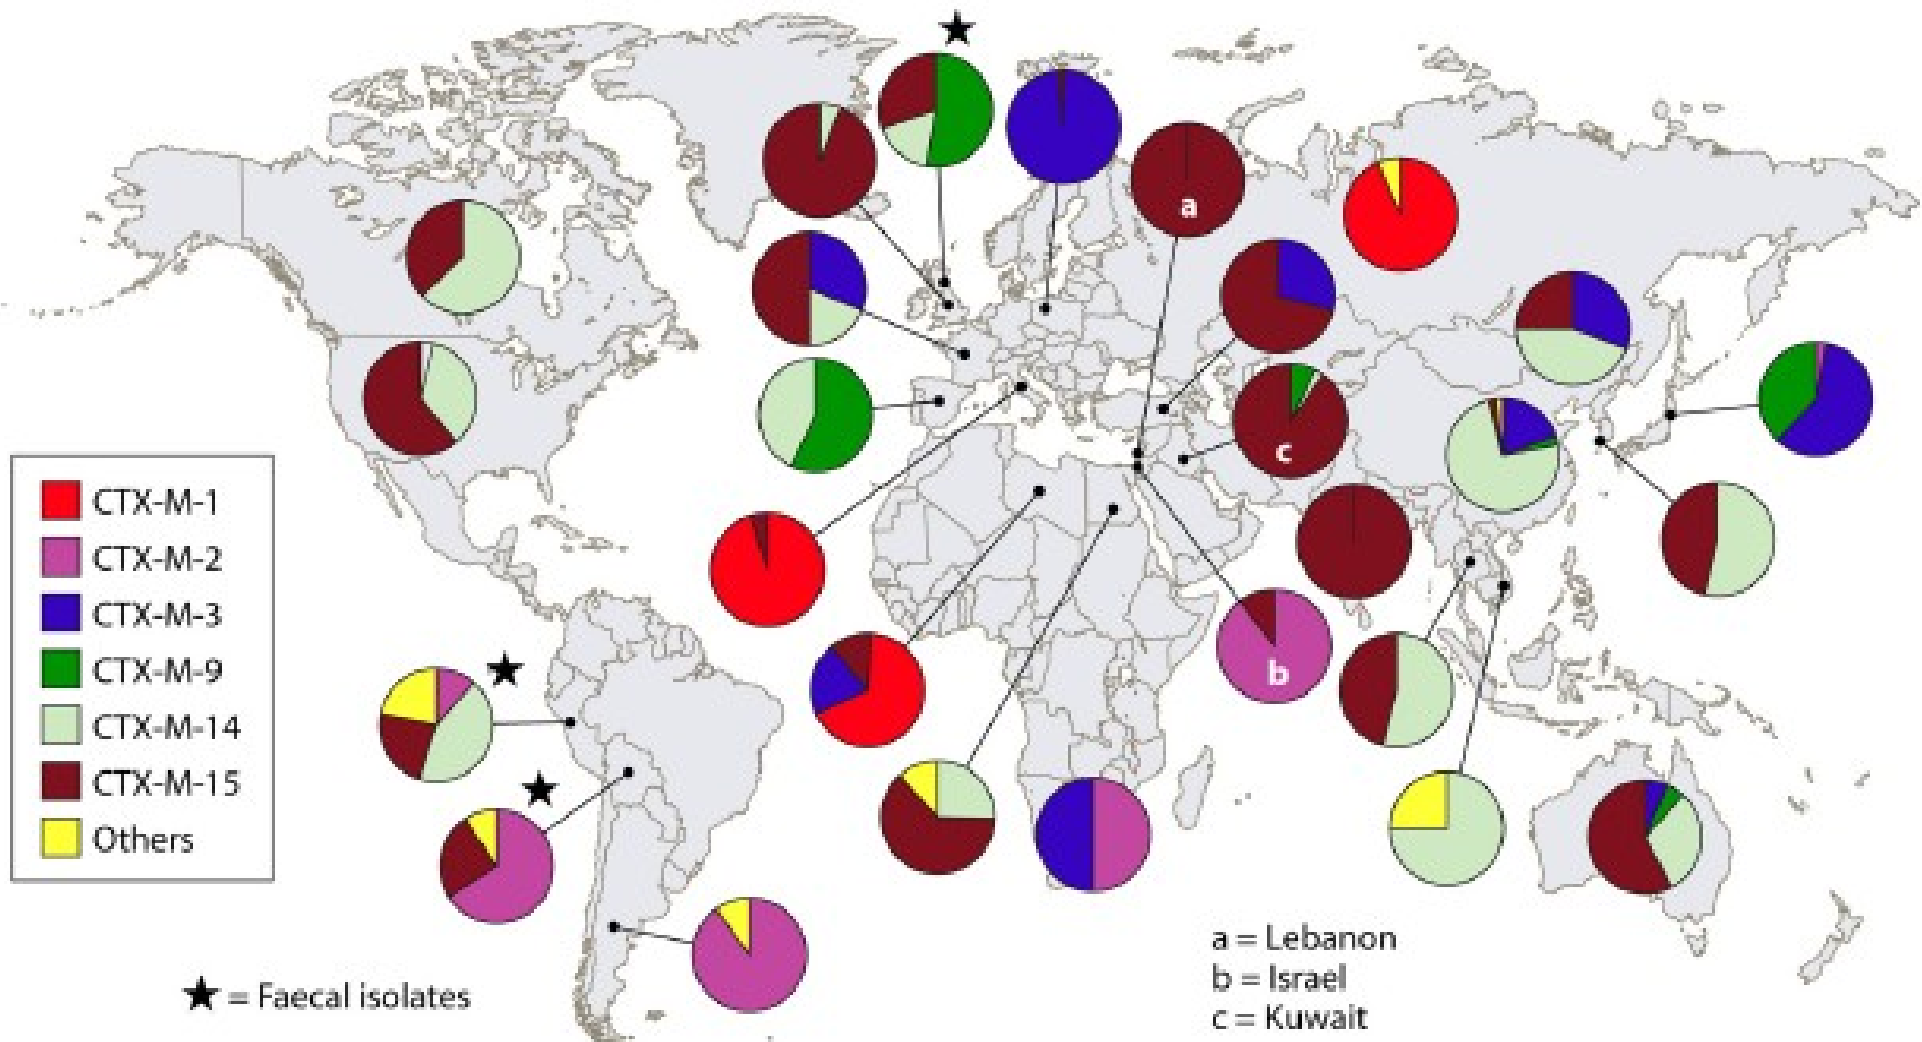 a
c
b
CTX-M-1
CTX-M-2
CTX-M-3
CTX-M-9
CTX-M-14
CTX-M-15
Others
★ = Faecal isolates
a = Lebanon
b = Israel
c = Kuwait